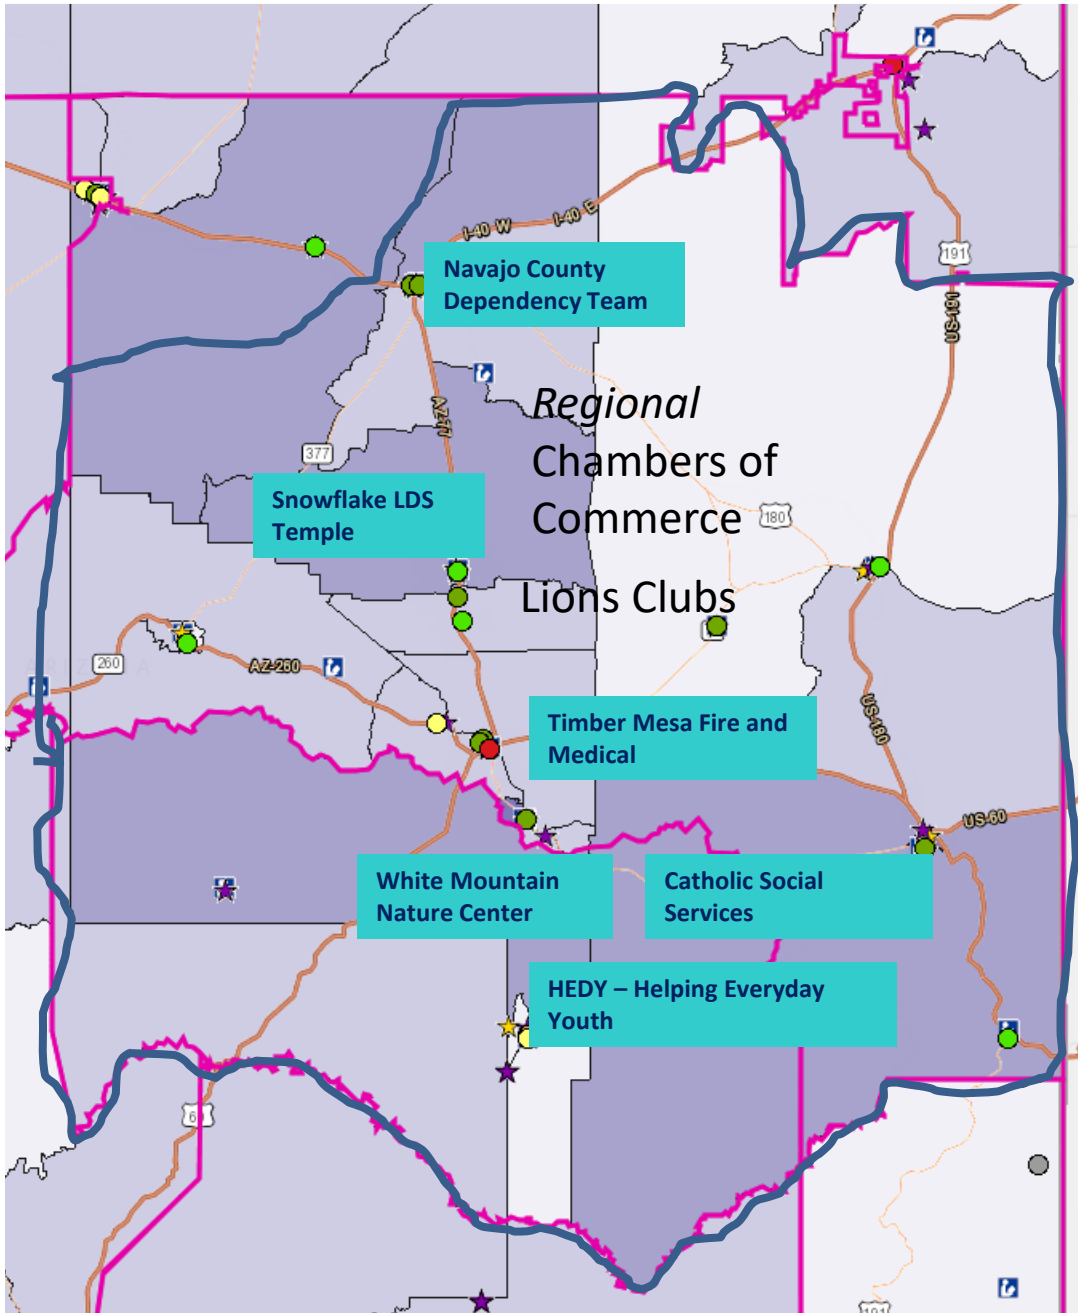 I-40 W
I-40 E
191
US-191
Navajo County
Dependency Team
AZ-77
Regional
Chambers of
Commerce
377
Snowflake LDS
Temple
180
Lions Clubs
260
AZ-260
Timber Mesa Fire and
Medical
US-180
US-60
White Mountain
Nature Center
Catholic Social
Services
HEDY – Helping Everyday
Youth
191